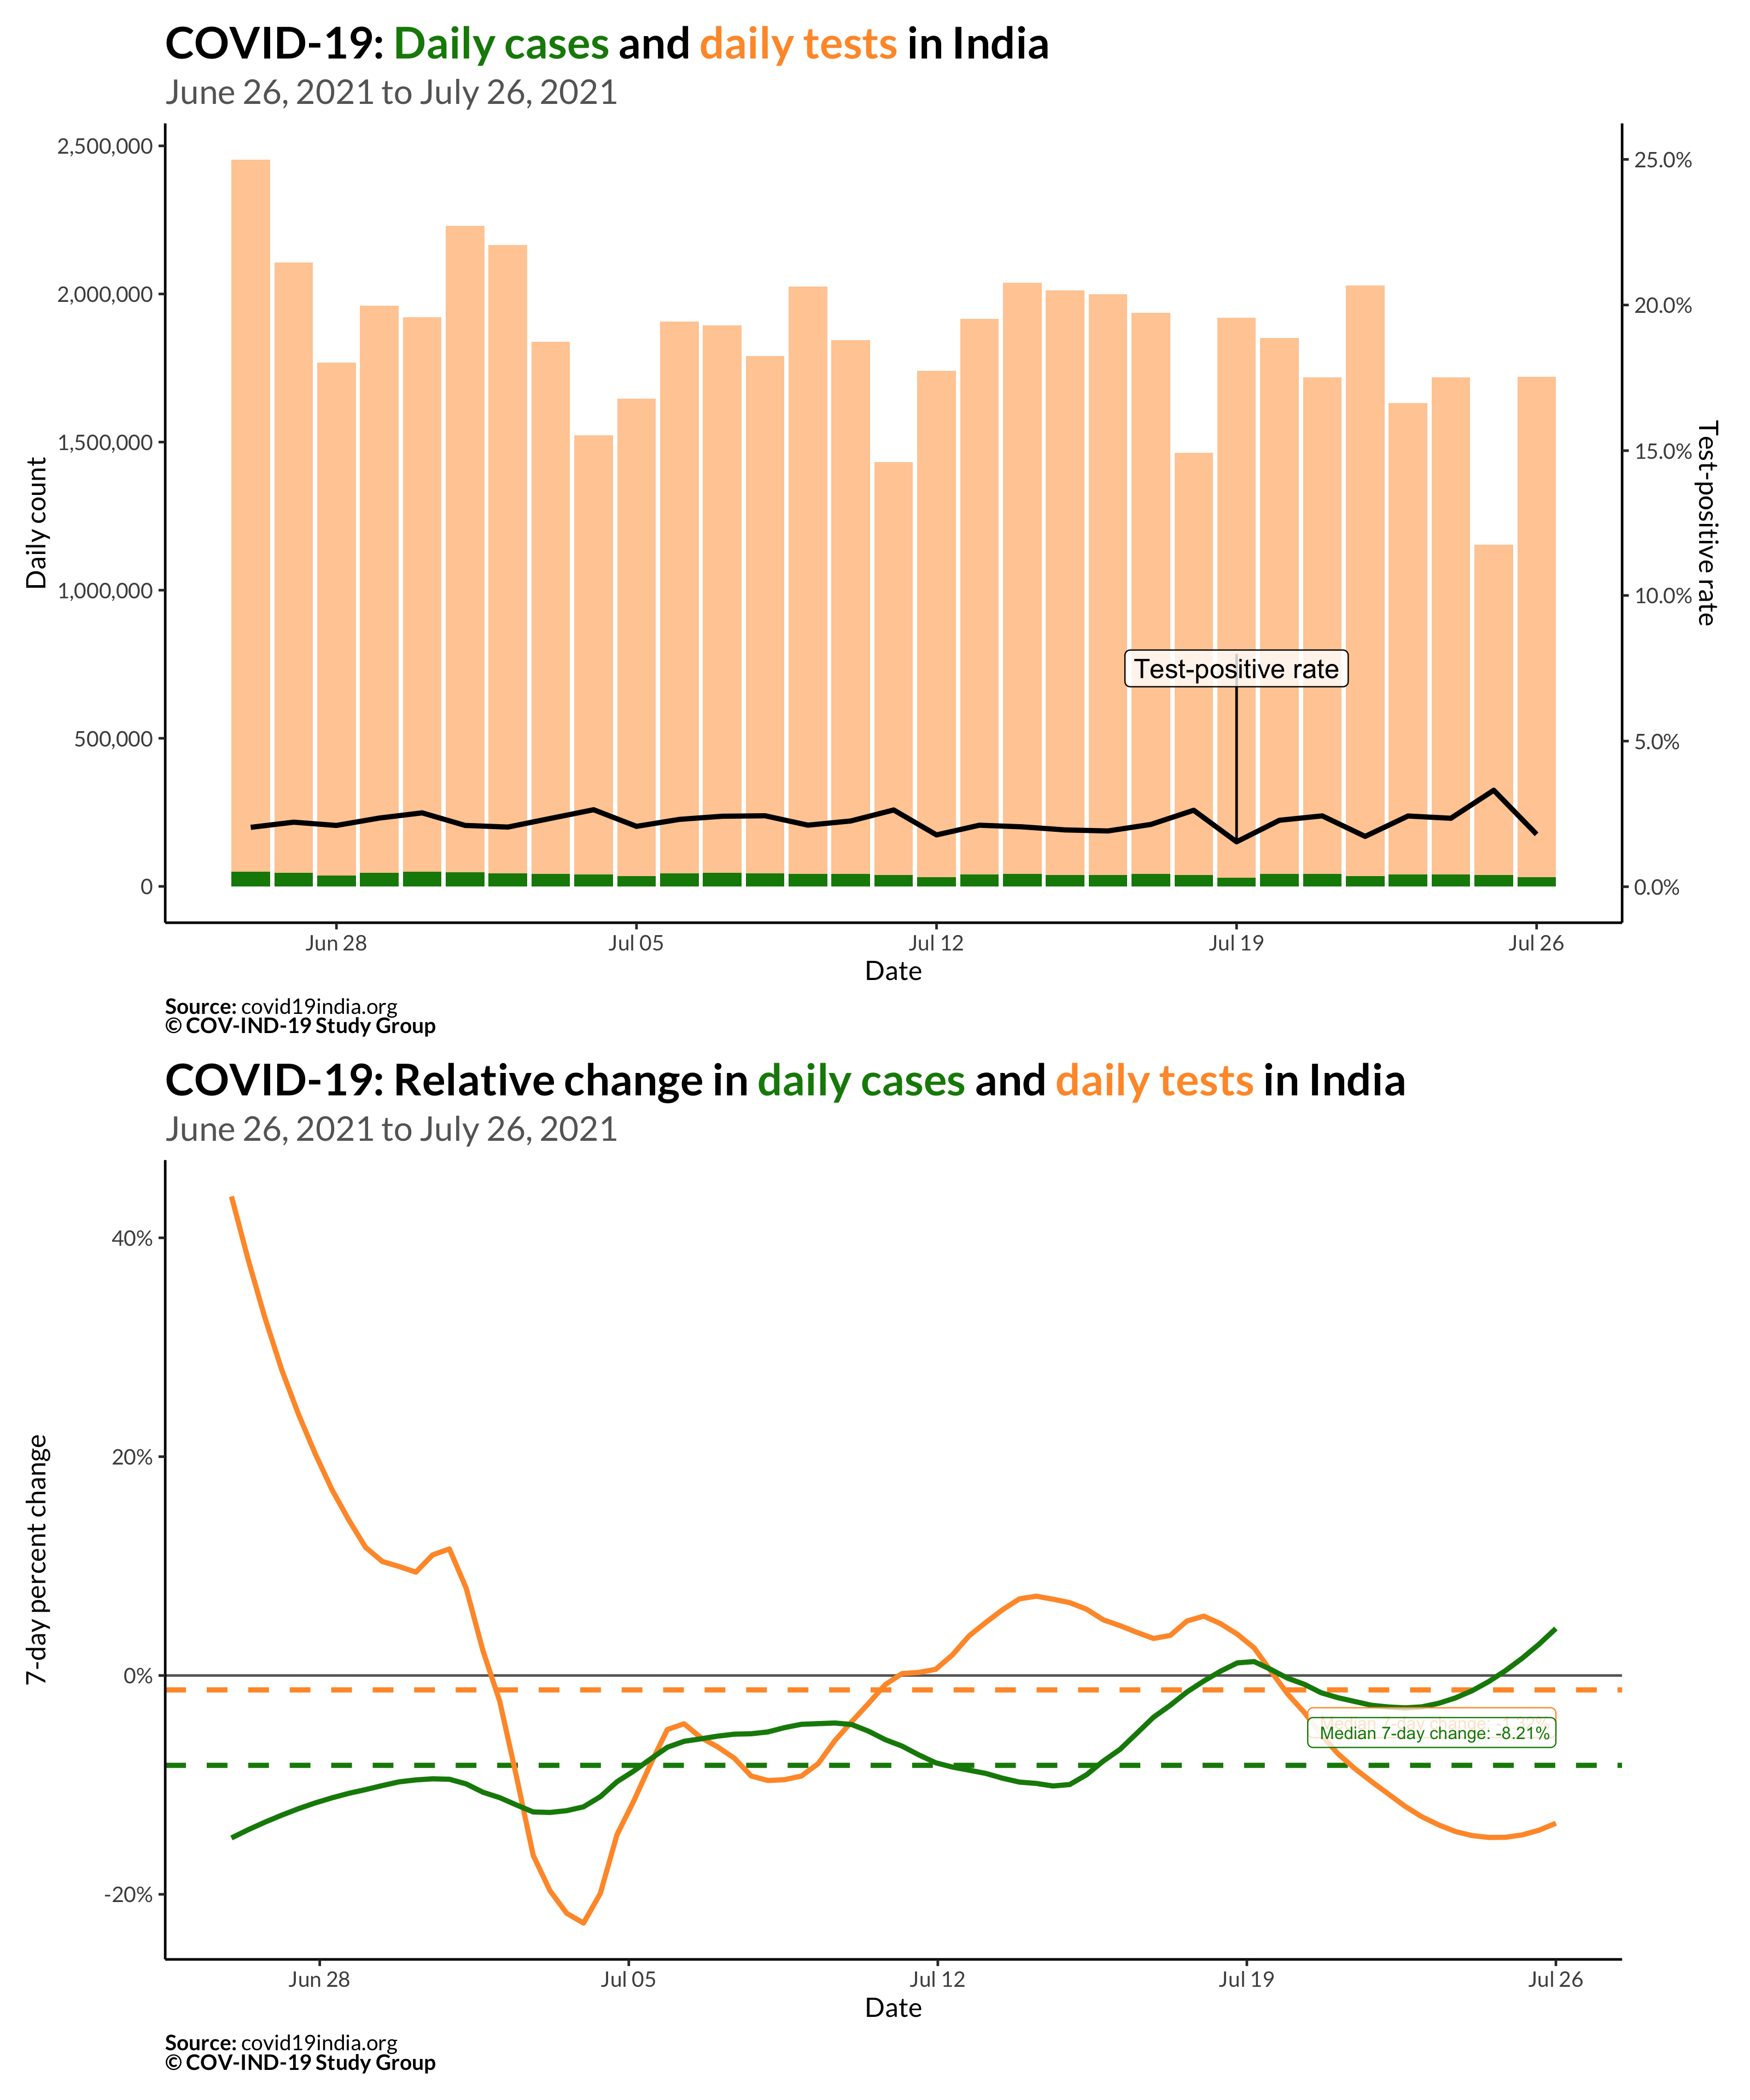 COVID-19: Daily cases and daily tests in India
June 26, 2021 to July 26, 2021
2,500,000
2,000,000
1,500,000
1,000,000
500,000
0
Daily count
25.0%
20.0%
15.0%
10.0%
5.0%
0.0%
Test-positive rate
Test-positive rate
Jun 28
Jul 05
Jul 12
Jul 19
Jul 26
Date
Source: covid19india.org
© COV-IND-19 Study Group
COVID-19: Relative change in daily cases and daily tests in India
June 26, 2021 to July 26, 2021
40%
20%
0%
-20%
7-day percent change
Median 7-day change:
Median 7-day change: -8.21%
Jun 28
Jul 05
Jul 12
Jul 19
Jul 26
Date
Source: covid19india.org
© COV-IND-19 Study Group